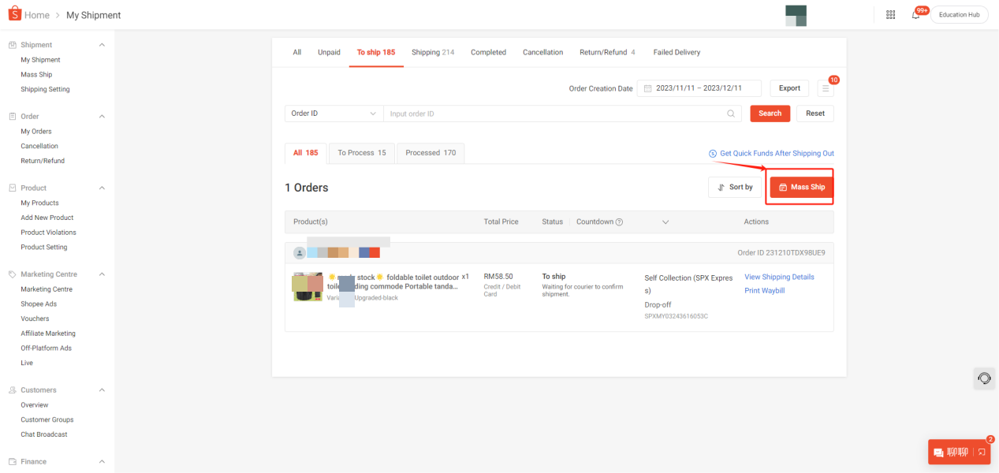 Home > My Shipment
99+
Education Hub
Shipment
My Shipment
Mass Ship
Shipping Setting
Order
My Orders
Cancellation
Return/Refund
Product
My Products
Add New Product
Product Violations
Product Setting
Marketing Centre
Marketing Centre
Shopee Ads
Vouchers
Affiliate Marketing
Off-Platform Ads
Live
Customers
Overview
Customer Groups
Chat Broadcast
Finance
All Unpaid To ship 185 Shipping 214 Completed Cancellation Return/Refund 4 Failed Delivery
Order Creation Date 2023/11/11 – 2023/12/11 Export 10
Order ID Input order ID Search Reset
All 185 To Process 15 Processed 170 Get Quick Funds After Shipping Out
1 Orders Sort by Mass Ship
Product(s) Total Price Status Countdown Actions
Order ID 231210TDX98UE9
stock☀️ foldable toilet outdoor x1
commode Portable tanda...
Upgraded-black
RM58.50
Credit / Debit
Card
To ship
Waiting for courier to confirm
shipment.
Self Collection (SPX Expres
s)
Drop-off
SPXMY03243616053C
View Shipping Details
Print Waybill
聊聊 2